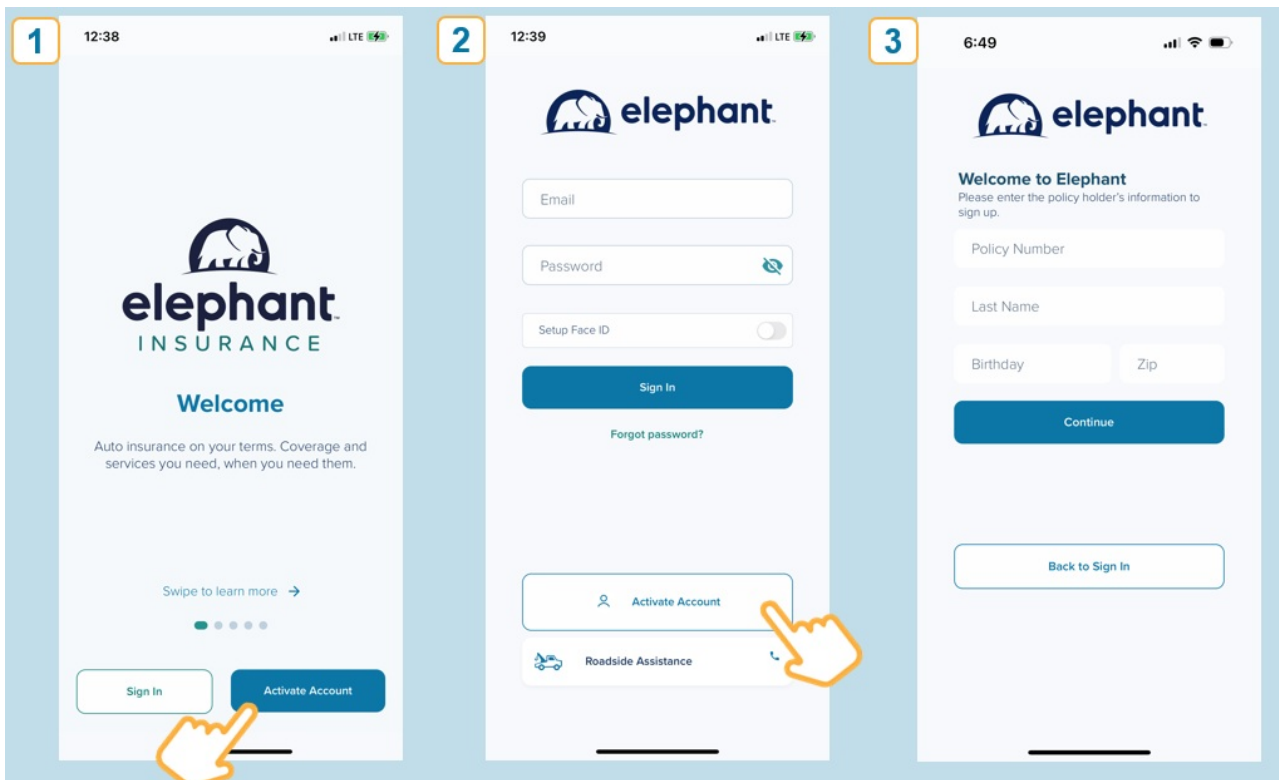 1
12:38
LTE
elephant™
INSURANCE
Welcome
Auto insurance on your terms. Coverage and
services you need, when you need them.
Swipe to learn more →
Sign In
Activate Account
2
12:39
LTE
elephant™
Email
Password
Setup Face ID
Sign In
Forgot password?
Activate Account
Roadside Assistance
3
6:49
elephant™
Welcome to Elephant
Please enter the policy holder's information to
sign up.
Policy Number
Last Name
Birthday Zip
Continue
Back to Sign In